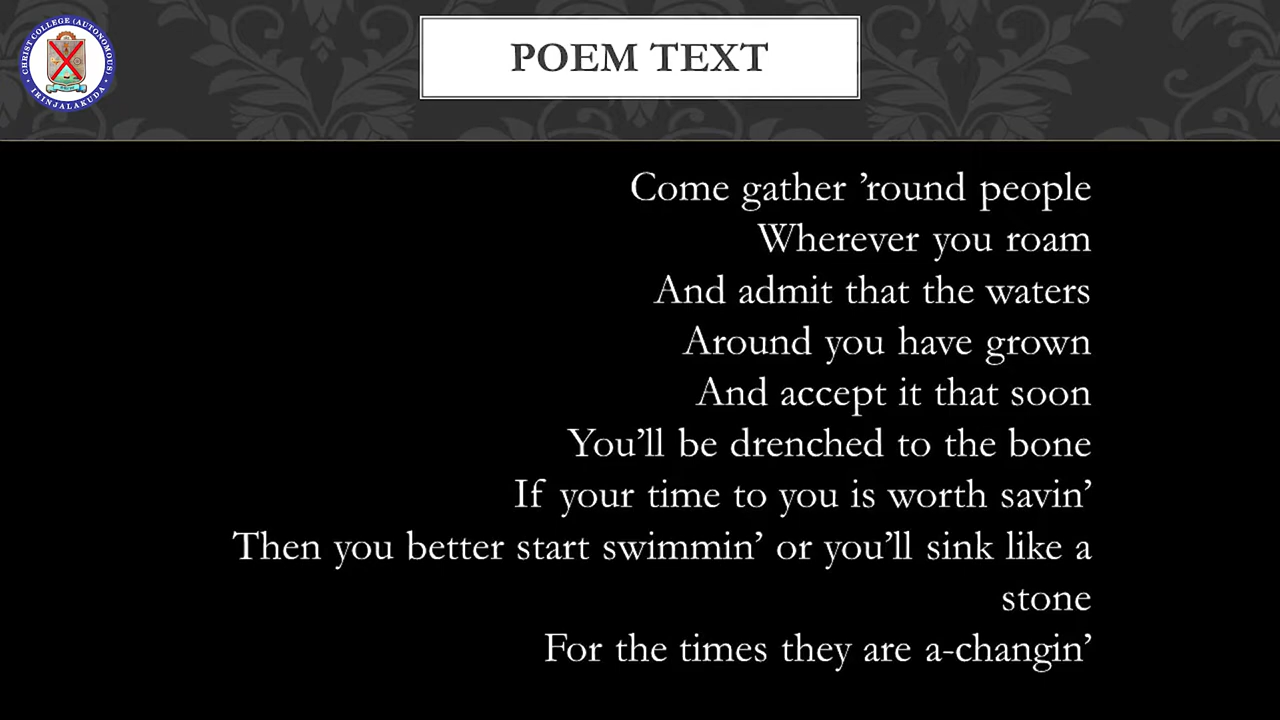 CHRIST COLLEGE (AUTONOMOUS)
IRINJALAKUDA
POEM TEXT
Come gather ’round people
Wherever you roam
And admit that the waters
Around you have grown
And accept it that soon
You’ll be drenched to the bone
If your time to you is worth savin’
Then you better start swimmin’ or you’ll sink like a
stone
For the times they are a-changin’